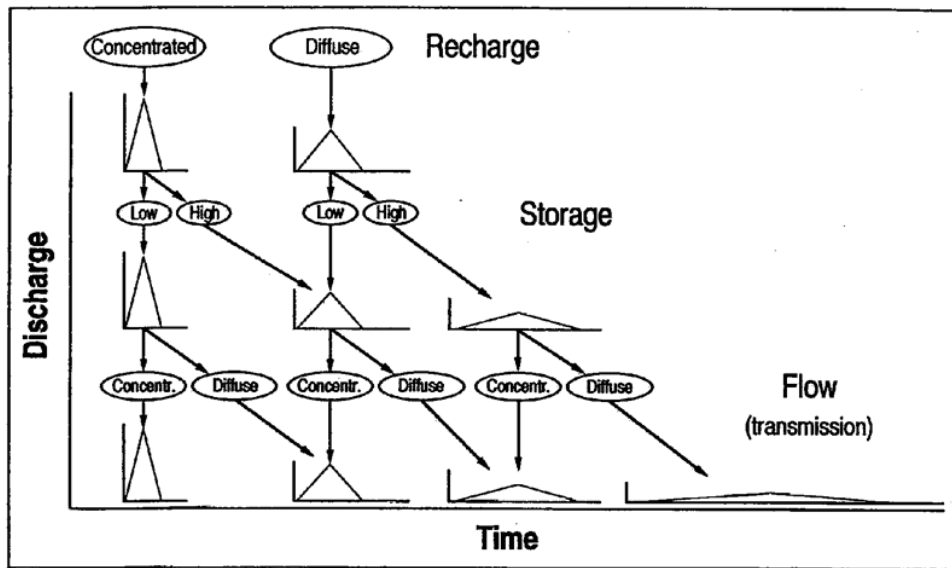 Concentrated
Diffuse
Recharge
Low
High
Low
High
Storage
Discharge
Concentr.
Diffuse
Concentr.
Diffuse
Concentr.
Diffuse
Flow
(transmission)
Time